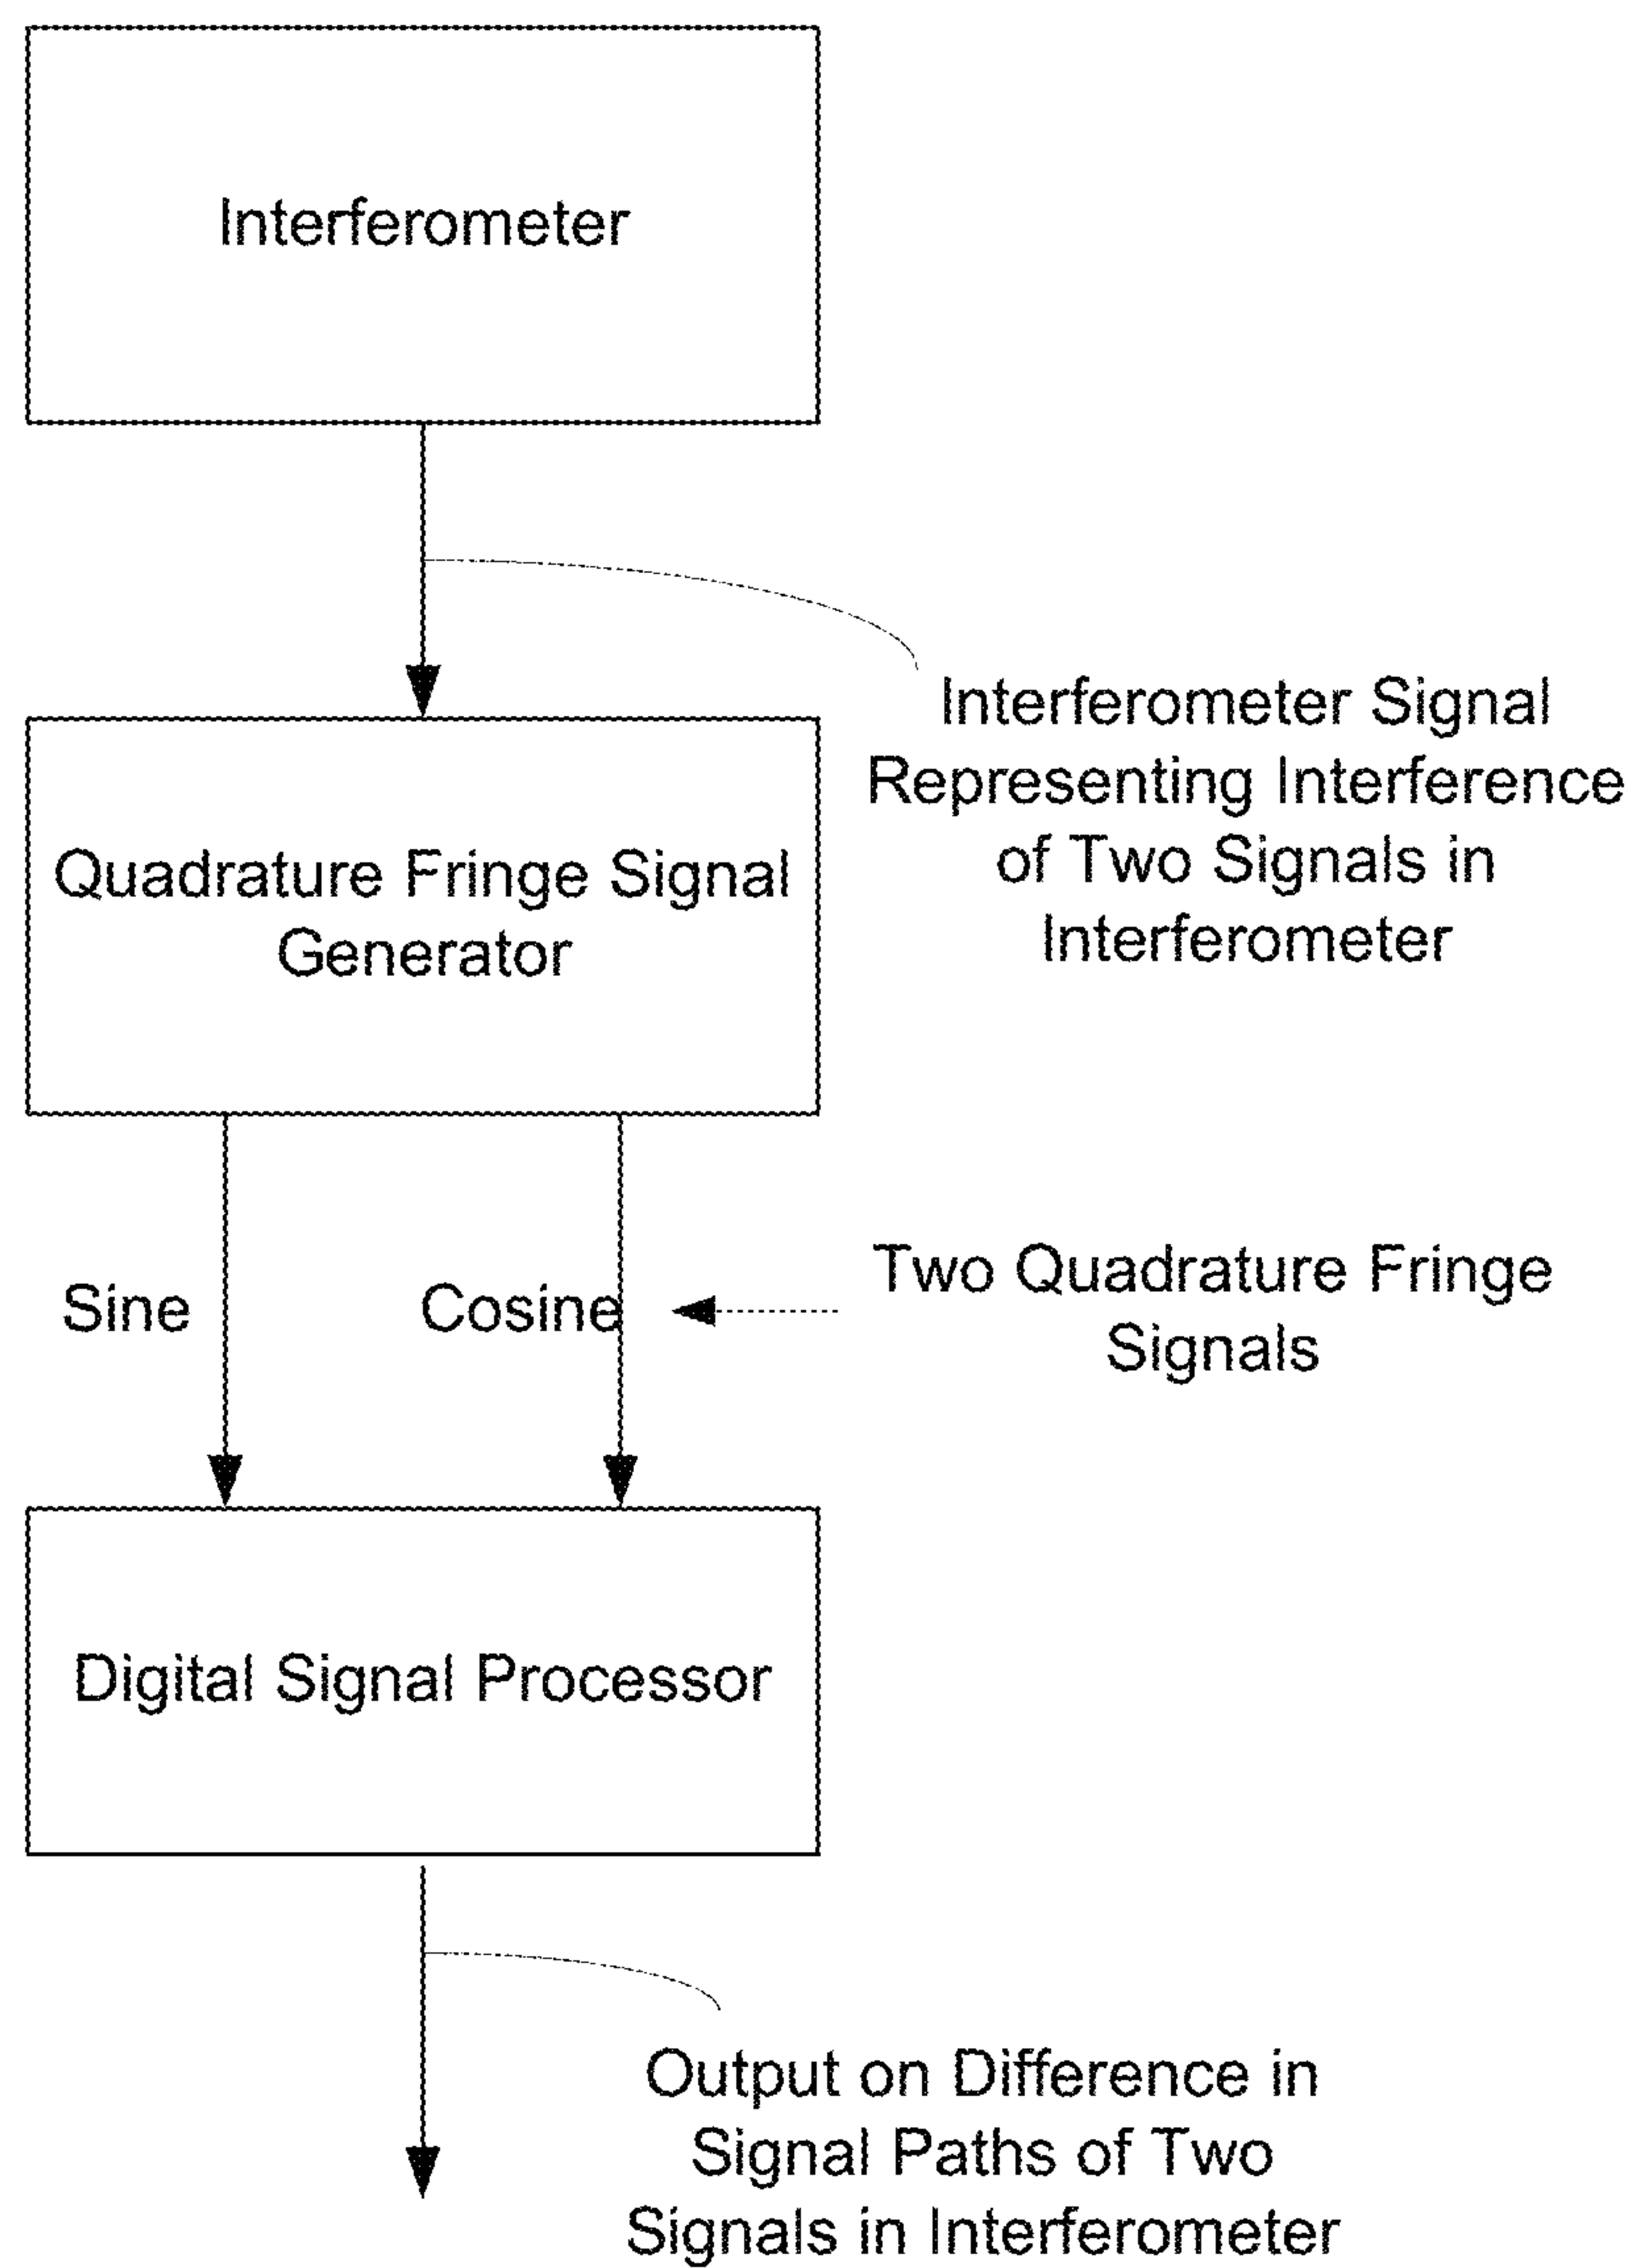 Interferometer
Interferometer Signal
Representing Interference
of Two Signals in
Interferometer
Quadrature Fringe Signal
Generator
Sine
Cosine
Two Quadrature Fringe
Signals
Digital Signal Processor
Output on Difference in
Signal Paths of Two
Signals in Interferometer